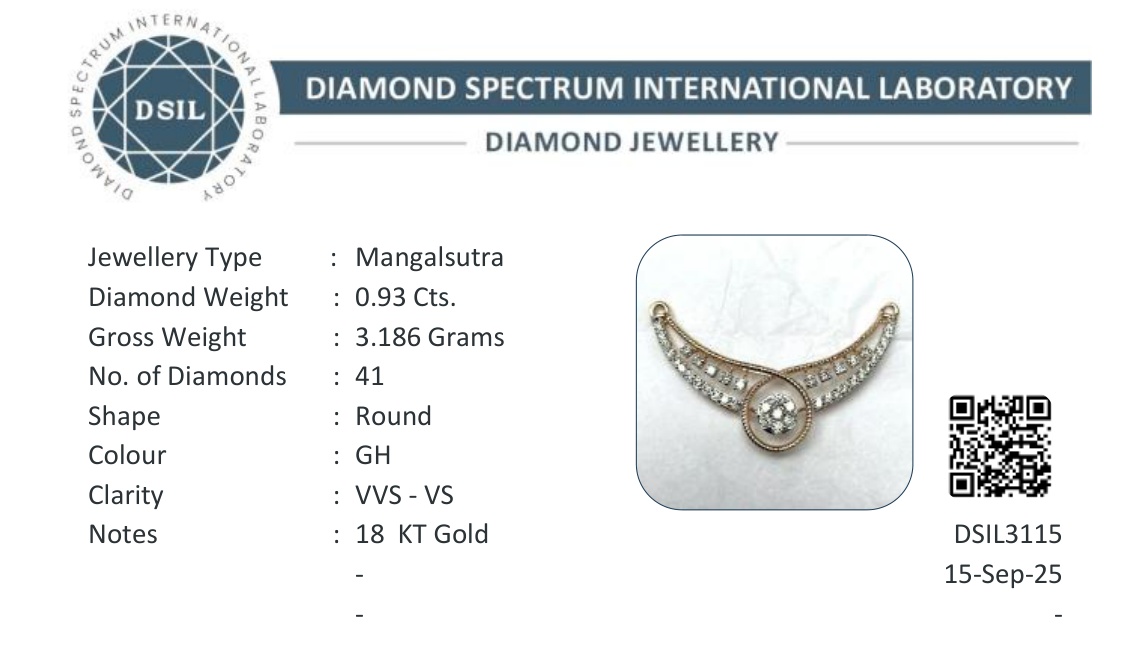 DIAMOND SPECTRUM INTERNATIONAL LABORATORY
DSIL
DIAMOND SPECTRUM INTERNATIONAL LABORATORY
DIAMOND JEWELLERY
Jewellery Type : Mangalsutra
Diamond Weight : 0.93 Cts.
Gross Weight : 3.186 Grams
No. of Diamonds : 41
Shape : Round
Colour : GH
Clarity : VVS - VS
Notes : 18 KT Gold
-
-
DSIL3115
15-Sep-25
-